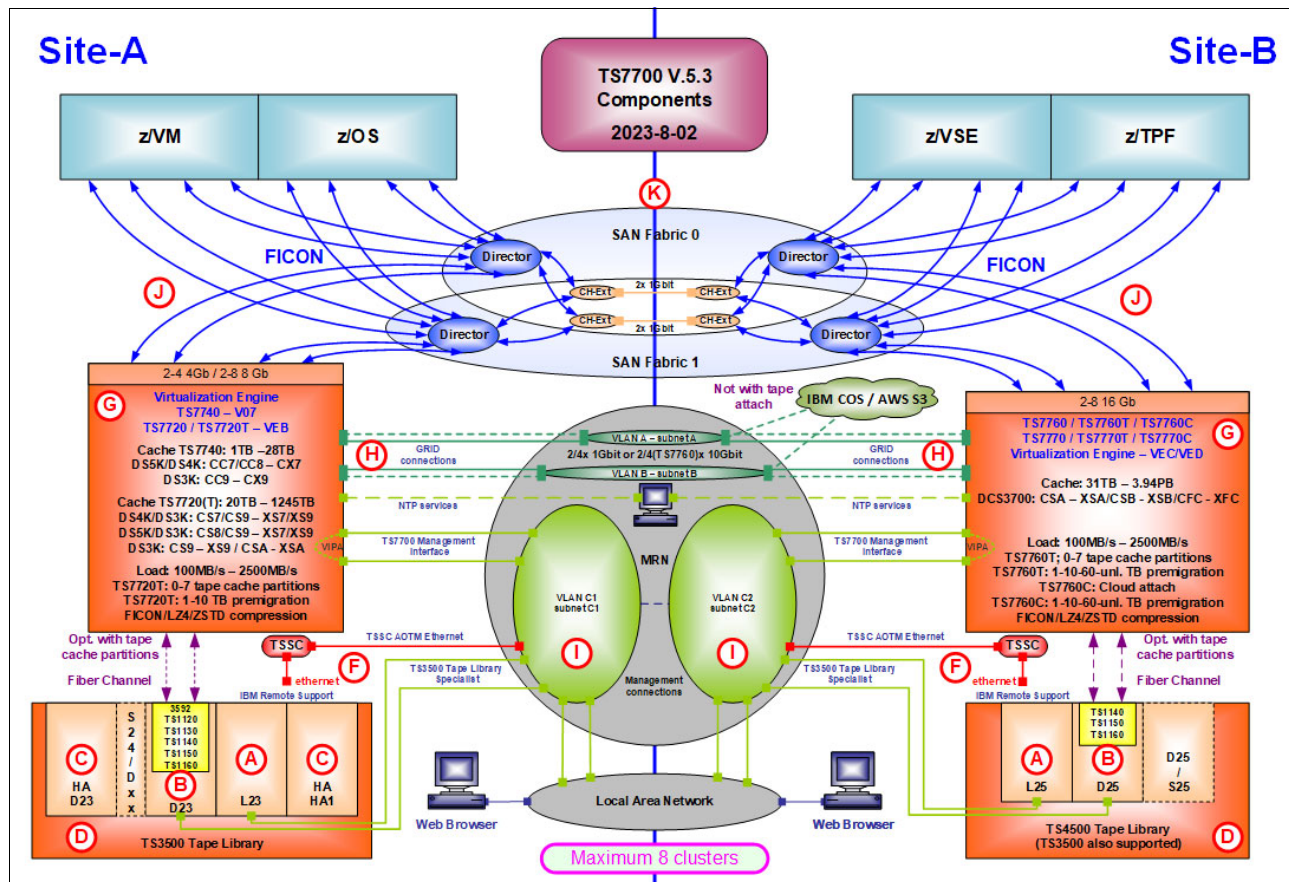 Site-A
Site-B
TS7700 V.5.3
Components
2023-8-02
z/VM
z/OS
z/VSE
z/TPF
K
SAN Fabric 0
Director
Director
FICON
FICON
2x 1Gbit
CH-Ext
CH-Ext
J
J
CH-Ext
CH-Ext
2x 1Gbit
Director
Director
SAN Fabric 1
2-4 4Gb / 2-8 8 Gb
G
Virtualization Engine
TS7740 – V07
TS7720 / TS7720T – VEB
Cache TS7740: 1TB –28TB
DS5K/DS4K: CC7/CC8 – CX7
DS3K: CC9 – CX9
Cache TS7720(T): 20TB – 1245TB
DS4K/DS3K: CS7/CS9 – XS7/XS9
DS5K/DS3K: CS8/CS9 – XS7/XS9
DS3K: CS9 – XS9 / CSA - XSA
VIPA
Load: 100MB/s – 2500MB/s
TS7720T: 0-7 tape cache partitions
TS7720T: 1-10 TB premigration
FICON/LZ4/ZSTD compression
Not with tape
attach
IBM COS / AWS S3
VLAN A – subnet A
2/4x 1Gbit or 2/4(TS7760)x 10Gbit
VLAN B – subnet B
H
GRID
connections
GRID
connections
H
NTP services
NTP services
TS7700 Management
Interface
TS7700 Management
Interface
MRN
VLAN C1
subnet C1
VLAN C2
subnet C2
I
I
Management
connections
2-8 16 Gb
TS7760 / TS7760T / TS7760C
TS7770 / TS7770T / TS7770C
Virtualization Engine – VEC/VED
G
Cache: 31TB – 3.94PB
DCS3700: CSA – XSA/CSB - XSB/CFC - XFC
VIPA
Load: 100MB/s – 2500MB/s
TS7760T; 0-7 tape cache partitions
TS7760T: 1-10-60-unl. TB premigration
TS7760C: Cloud attach
TS7760C: 1-10-60-unl. TB premigration
FICON/LZ4/ZSTD compression
Opt. with tape
cache partitions
Fiber Channel
TSSC
F
ethernet
IBM Remote Support
TSSC AOTM Ethernet
TS3500 Tape Library
Specialist
TSSC AOTM Ethernet
TS3500 Tape Library
Specialist
TSSC
F
ethernet
IBM Remote Support
Opt. with tape
cache partitions
Fiber Channel
C
HA
D23
S24/Dxx
3592
TS1120
TS1130
TS1140
TS1150
TS1160
B
D23
A
L23
C
HA
HA1
D
TS3500 Tape Library
Web Browser
Local Area Network
Web Browser
Maximum 8 clusters
A
L25
TS1140
TS1150
TS1160
B
D25
D25
/
S25
TS4500 Tape Library
(TS3500 also supported)
D